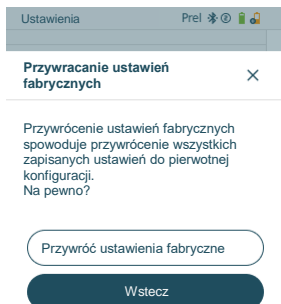 Ustawienia Prel
Przywracanie ustawień
fabrycznych
Przywrócenie ustawień fabrycznych
spowoduje przywrócenie wszystkich
zapisanych ustawień do pierwotnej
konfiguracji.
Na pewno?
Przywróć ustawienia fabryczne
Wstecz